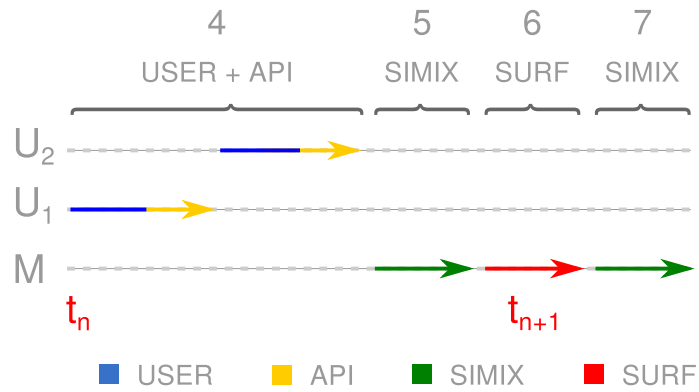 4 5 6 7
USER + API SIMIX SURF SIMIX
U₂
U₁
M
tₙ tₙ₊₁
USER API SIMIX SURF